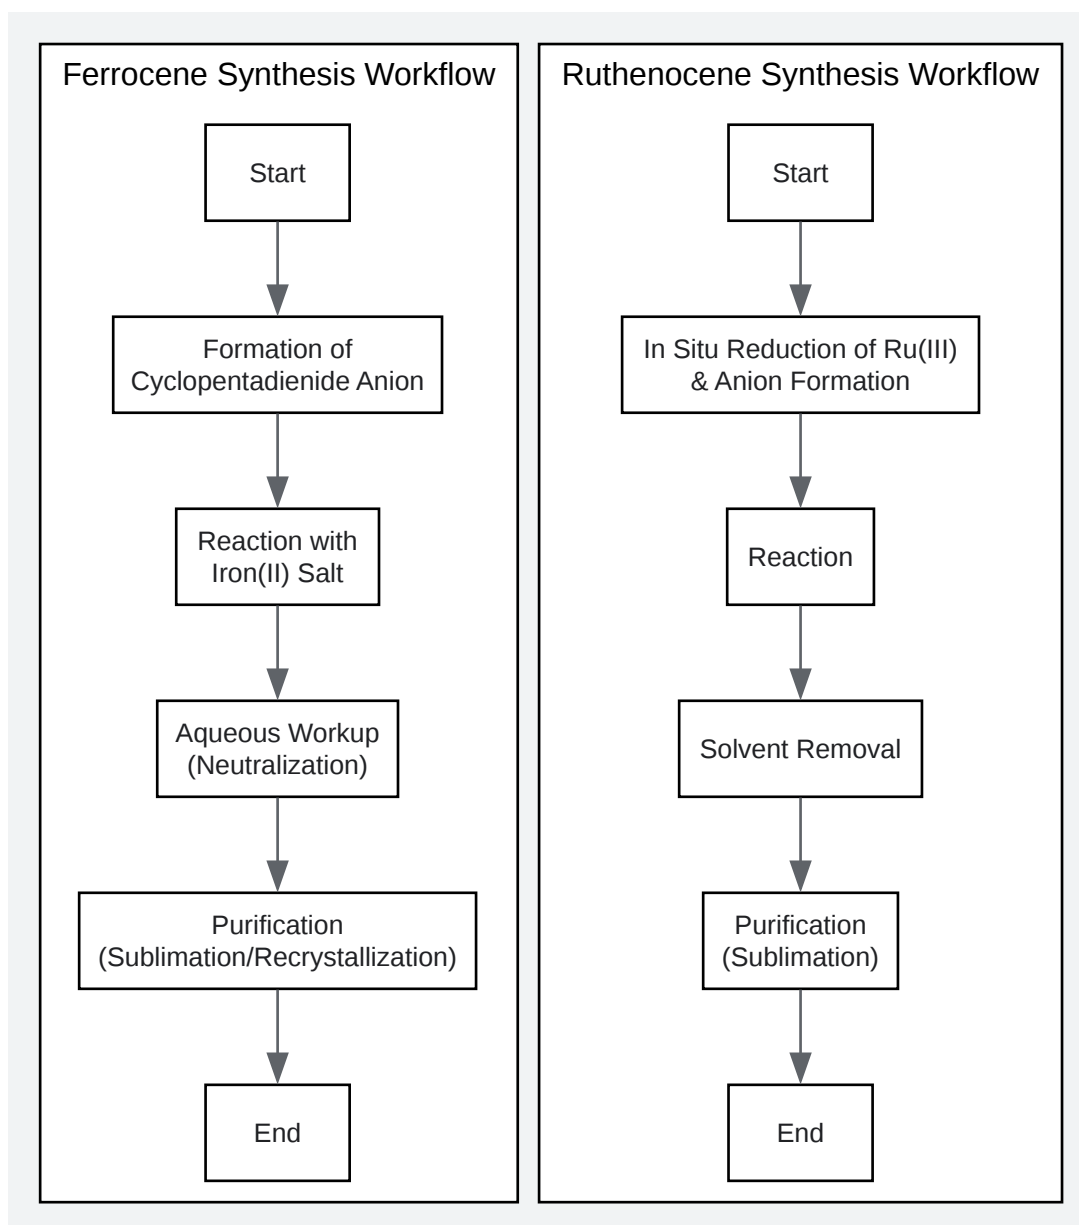 Ferrocene Synthesis Workflow
Start
Formation of
Cyclopentadienide Anion
Reaction with
Iron(II) Salt
Aqueous Workup
(Neutralization)
Purification
(Sublimation/Recrystallization)
End
Ruthenocene Synthesis Workflow
Start
In Situ Reduction of Ru(III)
& Anion Formation
Reaction
Solvent Removal
Purification
(Sublimation)
End